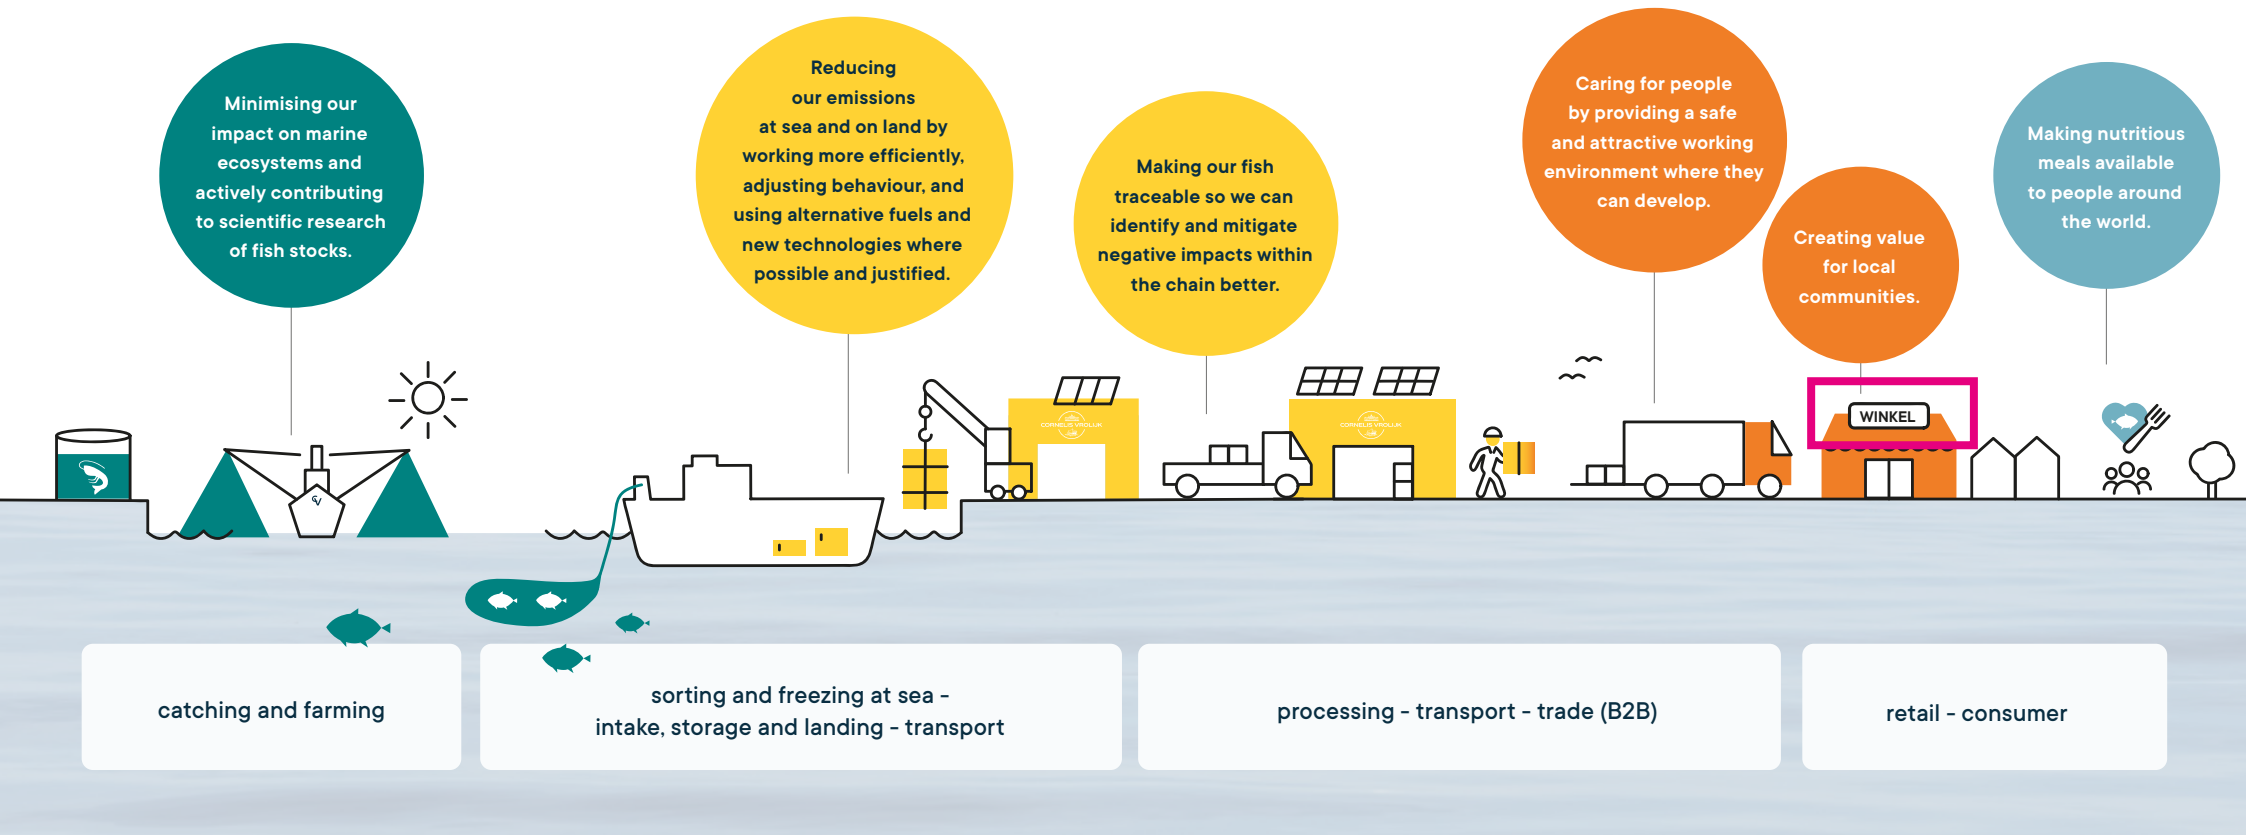 Minimising our
impact on marine
ecosystems and
actively contributing
to scientific research
of fish stocks.
Reducing
our emissions
at sea and on land by
working more efficiently,
adjusting behaviour, and
using alternative fuels and
new technologies where
possible and justified.
Making our fish
traceable so we can
identify and mitigate
negative impacts within
the chain better.
Caring for people
by providing a safe
and attractive working
environment where they
can develop.
Creating value
for local
communities.
Making nutritious
meals available
to people around
the world.
CORNELIS VROLIJK
CORNELIS VROLIJK
WINKEL
CV
catching and farming
sorting and freezing at sea -
intake, storage and landing - transport
processing - transport - trade (B2B)
retail - consumer